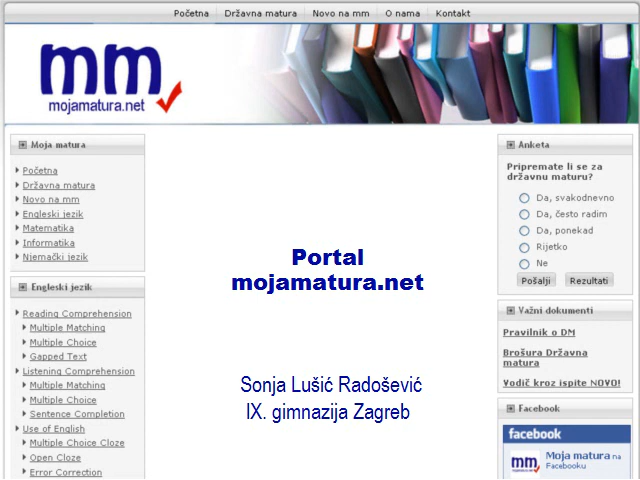 Početna Državna matura Novo na mm O nama Kontakt
mm
mojamatura.net
Moja matura
Početna
Državna matura
Novo na mm
Engleski jezik
Matematika
Informatika
Njemački jezik
Engleski jezik
Reading Comprehension
Multiple Matching
Multiple Choice
Gapped Text
Listening Comprehension
Multiple Matching
Multiple Choice
Sentence Completion
Use of English
Multiple Choice Cloze
Open Cloze
Error Correction
Portal
mojamatura.net
Sonja Lušić Radošević
IX. gimnazija Zagreb
Anketa
Pripremate li se za
državnu maturu?
Da, svakodnevno
Da, često radim
Da, ponekad
Rijetko
Ne
Pošalji Rezultati
Važni dokumenti
Pravilnik o DM
Brošura Državna
matura
Vodič kroz ispite NOVO!
Facebook
facebook
mm
Moja matura na
Facebooku